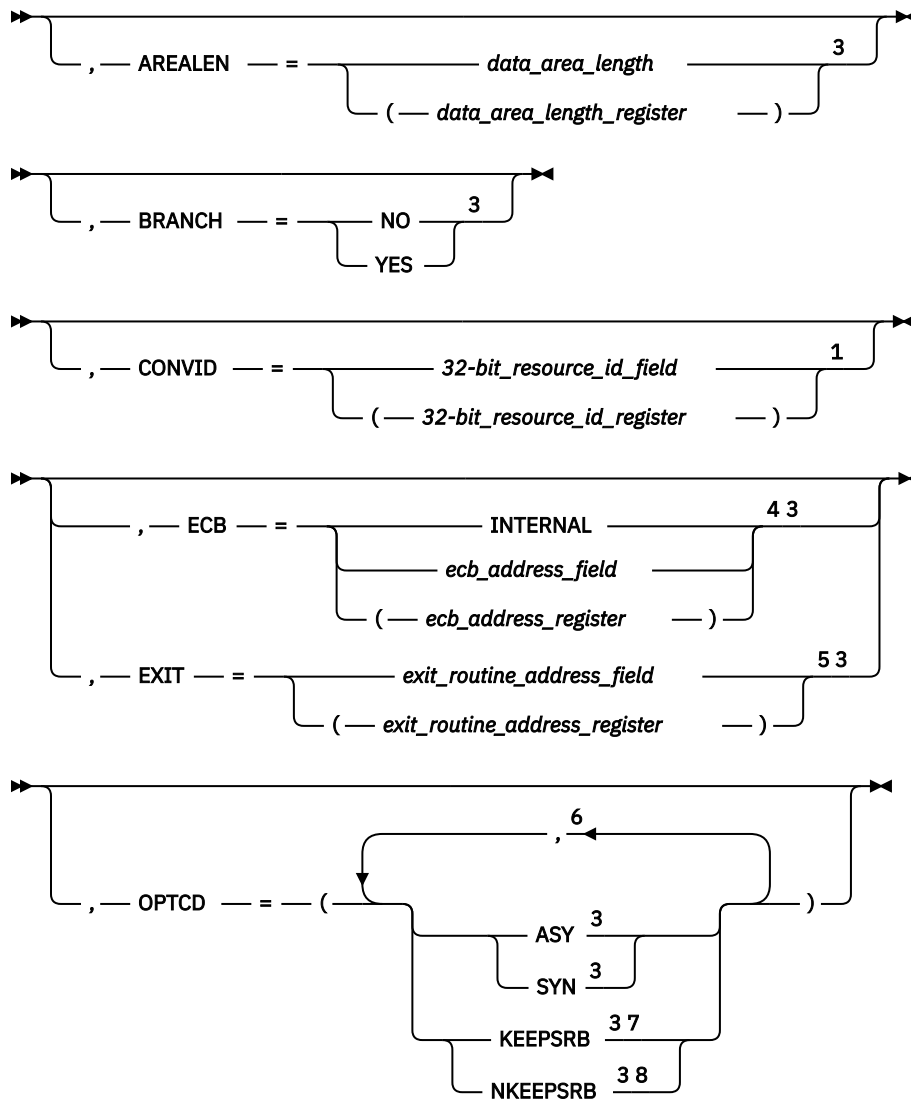 , AREALEN = data_area_length 3
( data_area_length_register )
, BRANCH = NO 3
YES
, CONVID = 32-bit_resource_id_field 1
( 32-bit_resource_id_register )
, ECB = INTERNAL 4 3
ecb_address_field
( ecb_address_register )
, EXIT = exit_routine_address_field 5 3
( exit_routine_address_register )
, 6
, OPTCD = ( )
ASY 3
SYN 3
KEEPSRB 3 7
NKEEPSRB 3 8